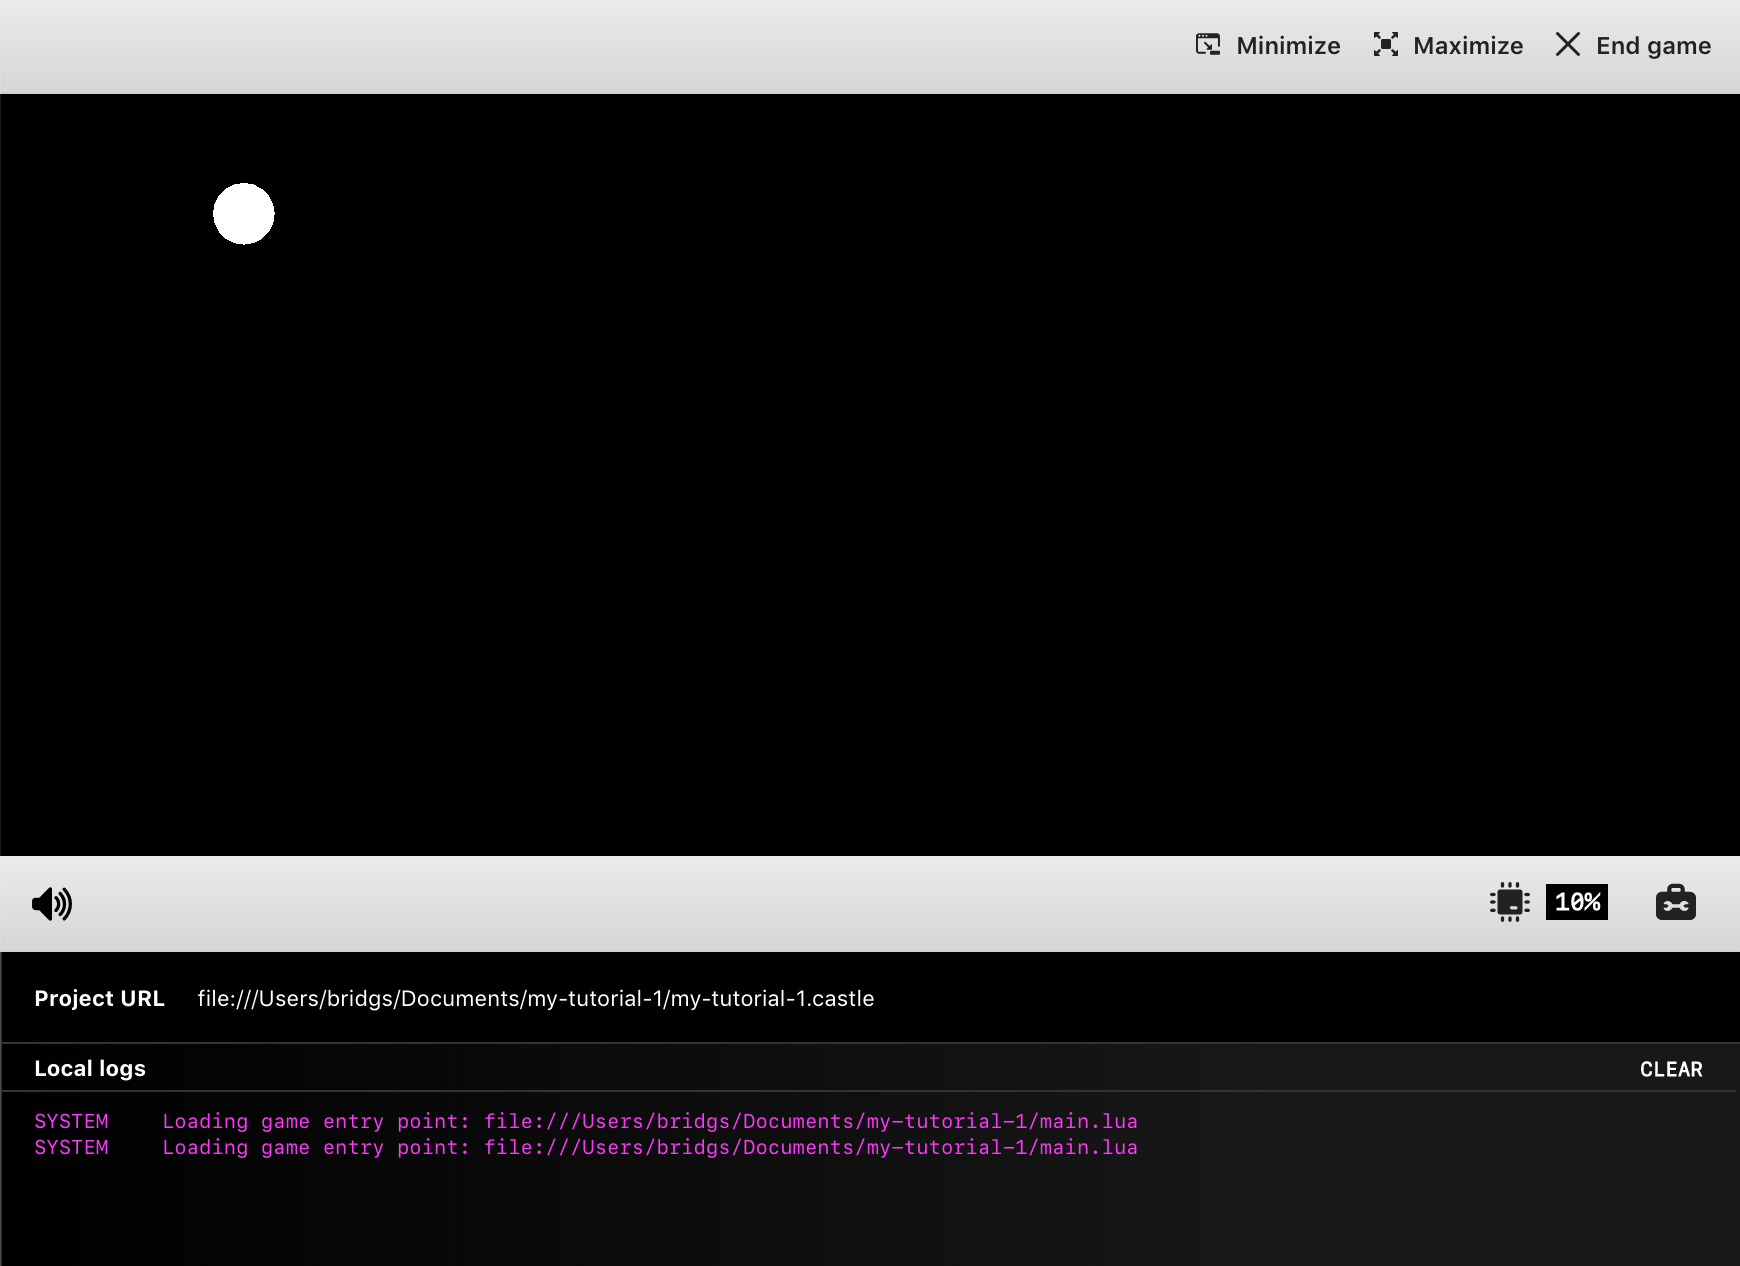 Minimize Maximize End game
10%
Project URL file:///Users/bridgs/Documents/my-tutorial-1/my-tutorial-1.castle
Local logs CLEAR
SYSTEM Loading game entry point: file:///Users/bridgs/Documents/my-tutorial-1/main.lua
SYSTEM Loading game entry point: file:///Users/bridgs/Documents/my-tutorial-1/main.lua